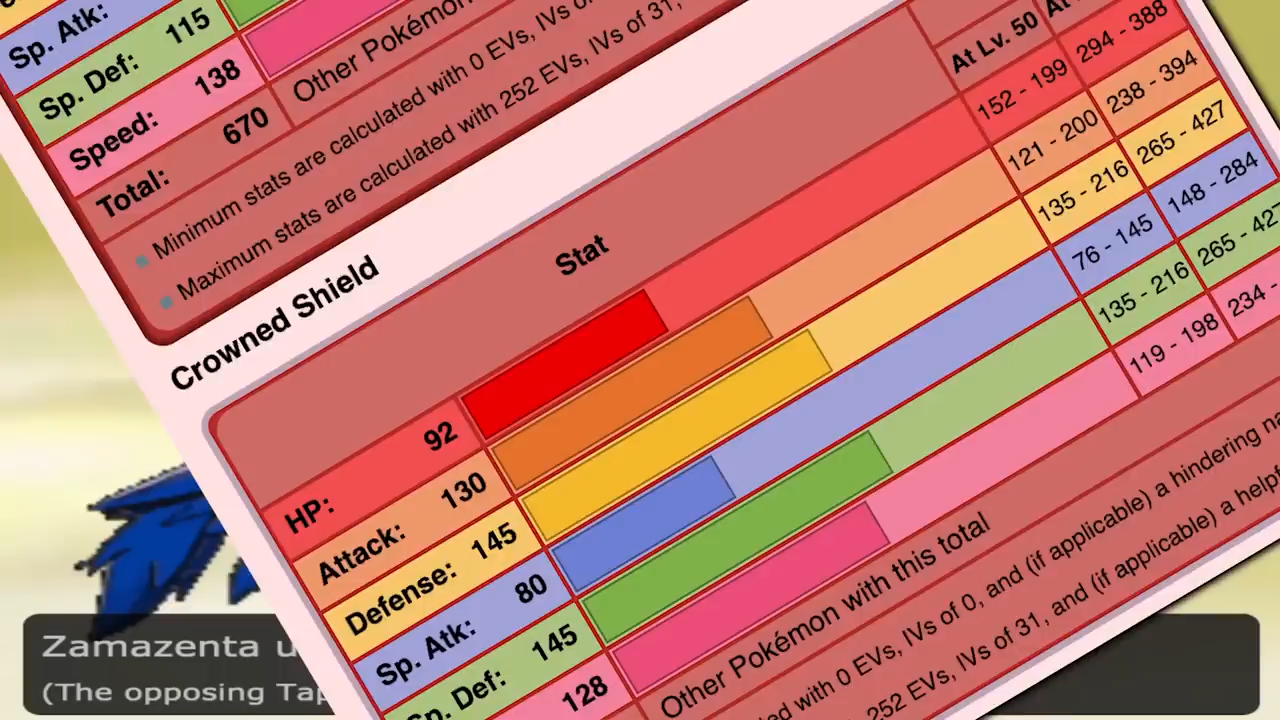 Sp. Atk:
Sp. Def: 115
Speed: 138
Total: 670 Other Pokémon
Minimum stats are calculated with 0 EVs, IVs of
Maximum stats are calculated with 252 EVs, IVs of 31,
Crowned Shield
Stat
At Lv. 50 At
HP: 92 152 - 199 294 - 388
Attack: 130 121 - 200 238 - 394
Defense: 145 135 - 216 265 - 427
Sp. Atk: 80 76 - 145 148 - 284
Sp. Def: 145 135 - 216 265 - 427
128 119 - 198 234 -
Other Pokémon with this total
with 0 EVs, IVs of 0, and (if applicable) a hindering
252 EVs, IVs of 31, and (if applicable) a
Zamazenta u
(The opposing Tap